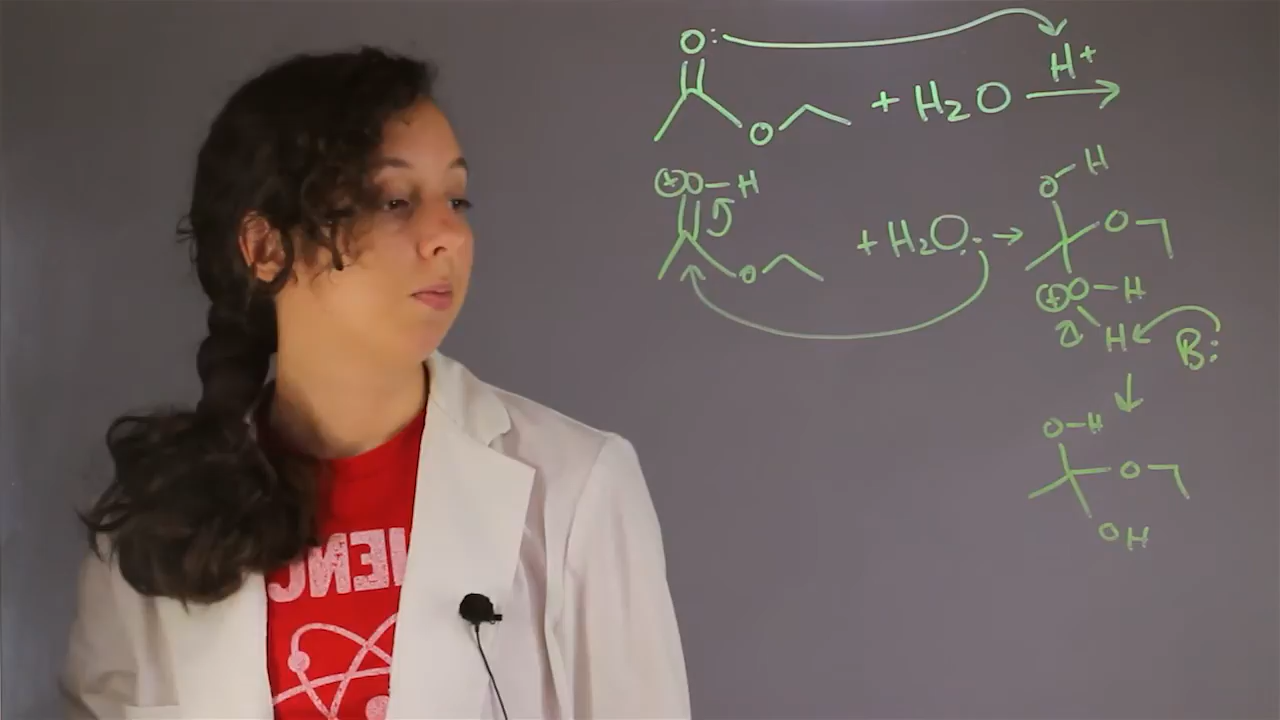 O:
H+
O + H2O →
⊕O–H
O + H2O: →
O–H
O
⊕O–H
H B:
O–H
O
OH
IENC